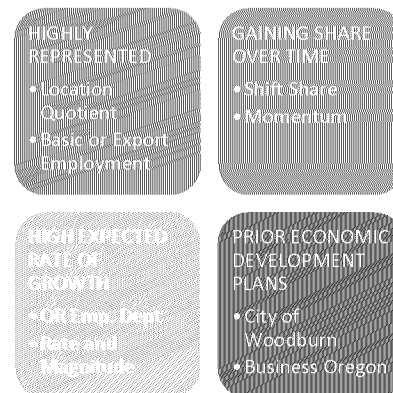 HIGHLY
REPRESENTED
• Location
Quotient
• Basic or Export
Employment
GAINING SHARE
OVER TIME
• Shift Share
• Momentum
HIGH EXPECTED
RATE OF
GROWTH
• OR Emp. Dept.
• Rate and
Magnitude
PRIOR ECONOMIC
DEVELOPMENT
PLANS
• City of
Woodburn
• Business Oregon